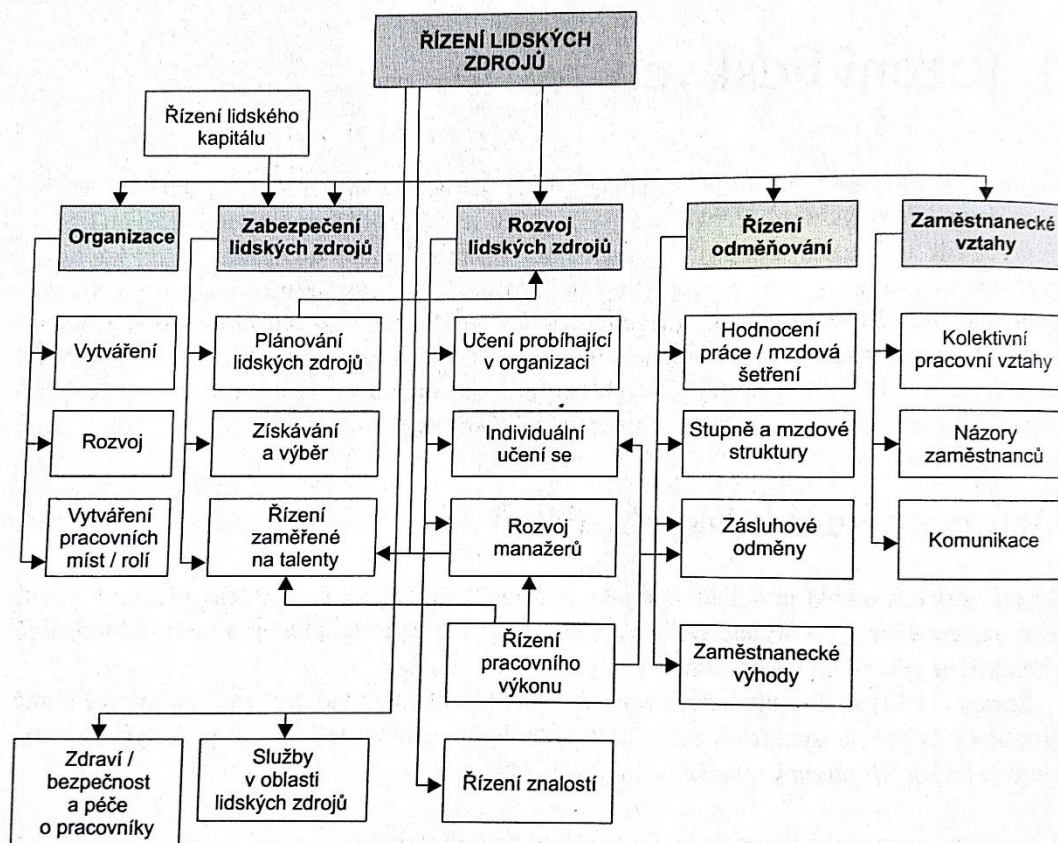 ŘÍZENÍ LIDSKÝCH
ZDROJŮ
Řízení lidského
kapitálu
Organizace
Zabezpečení
lidských zdrojů
Rozvoj
lidských zdrojů
Řízení
odměňování
Zaměstnanecké
vztahy
Vytváření
Plánování
lidských zdrojů
Učení probíhající
v organizaci
Hodnocení
práce / mzdová
šetření
Kolektivní
pracovní vztahy
Rozvoj
Získávání
a výběr
Individuální
učení se
Stupně a mzdové
struktury
Názory
zaměstnanců
Vytváření
pracovních
míst / rolí
Řízení
zaměřené
na talenty
Rozvoj
manažerů
Zásluhové
odměny
Komunikace
Řízení
pracovního
výkonu
Zaměstnanecké
výhody
Zdraví /
bezpečnost
a péče
o pracovníky
Služby
v oblasti
lidských zdrojů
Řízení znalostí